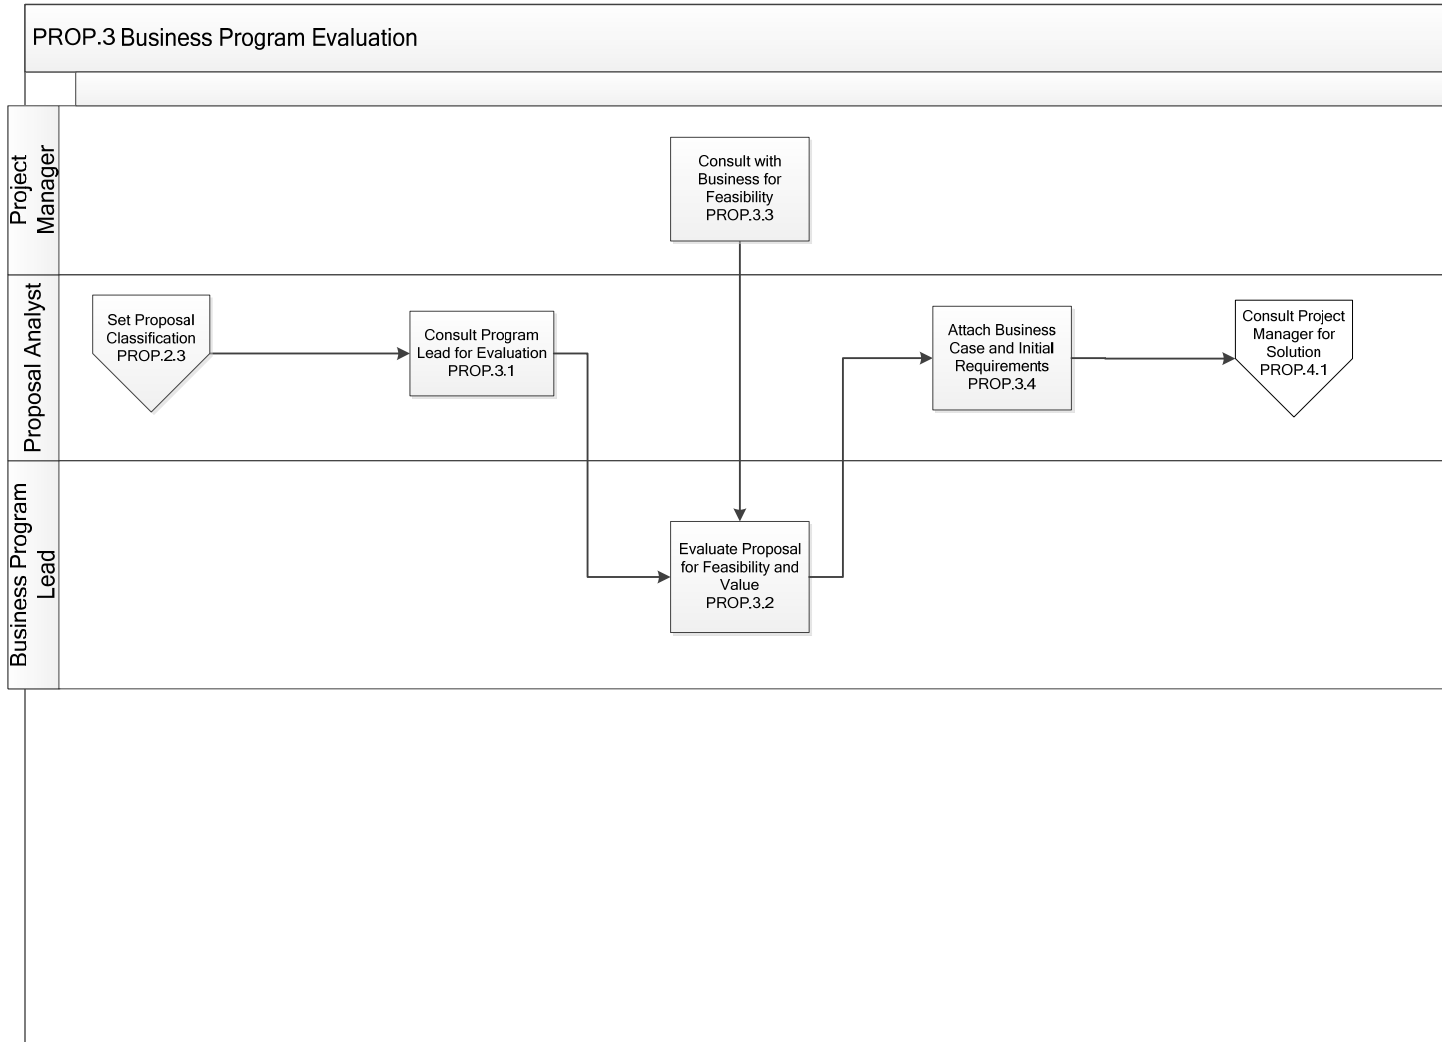 PROP.3 Business Program Evaluation
Project
Manager
Consult with
Business for
Feasibility
PROP.3.3
Proposal Analyst
Set Proposal
Classification
PROP.2.3
Consult Program
Lead for Evaluation
PROP.3.1
Attach Business
Case and Initial
Requirements
PROP.3.4
Consult Project
Manager for
Solution
PROP.4.1
Business Program
Lead
Evaluate Proposal
for Feasibility and
Value
PROP.3.2